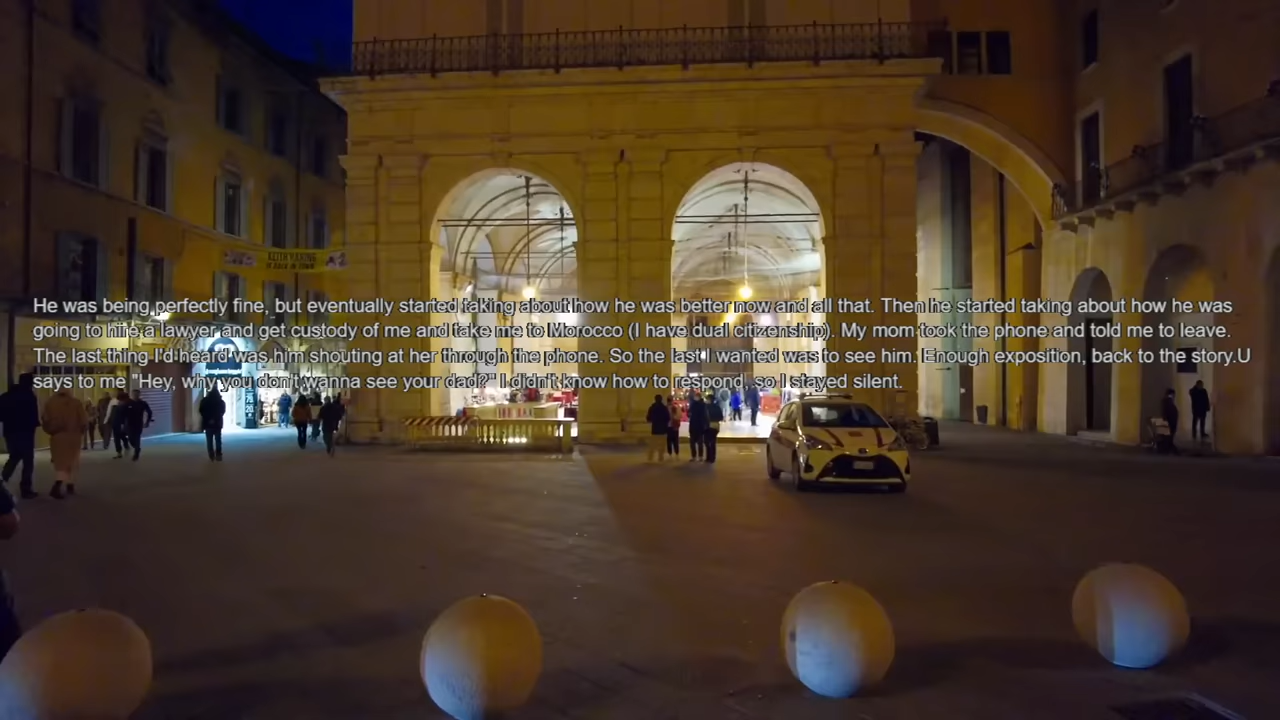 KEITH HARING
He was being perfectly fine, but eventually started taking about how he was better now and all that. Then he started taking about how he was
going to hire a lawyer and get custody of me and take me to Morocco (I have dual citizenship). My mom took the phone and told me to leave.
The last thing I'd heard was him shouting at her through the phone. So the last I wanted was to see him. Enough exposition, back to the story.U
says to me "Hey, why you don't wanna see your dad?" I didn't know how to respond, so I stayed silent.